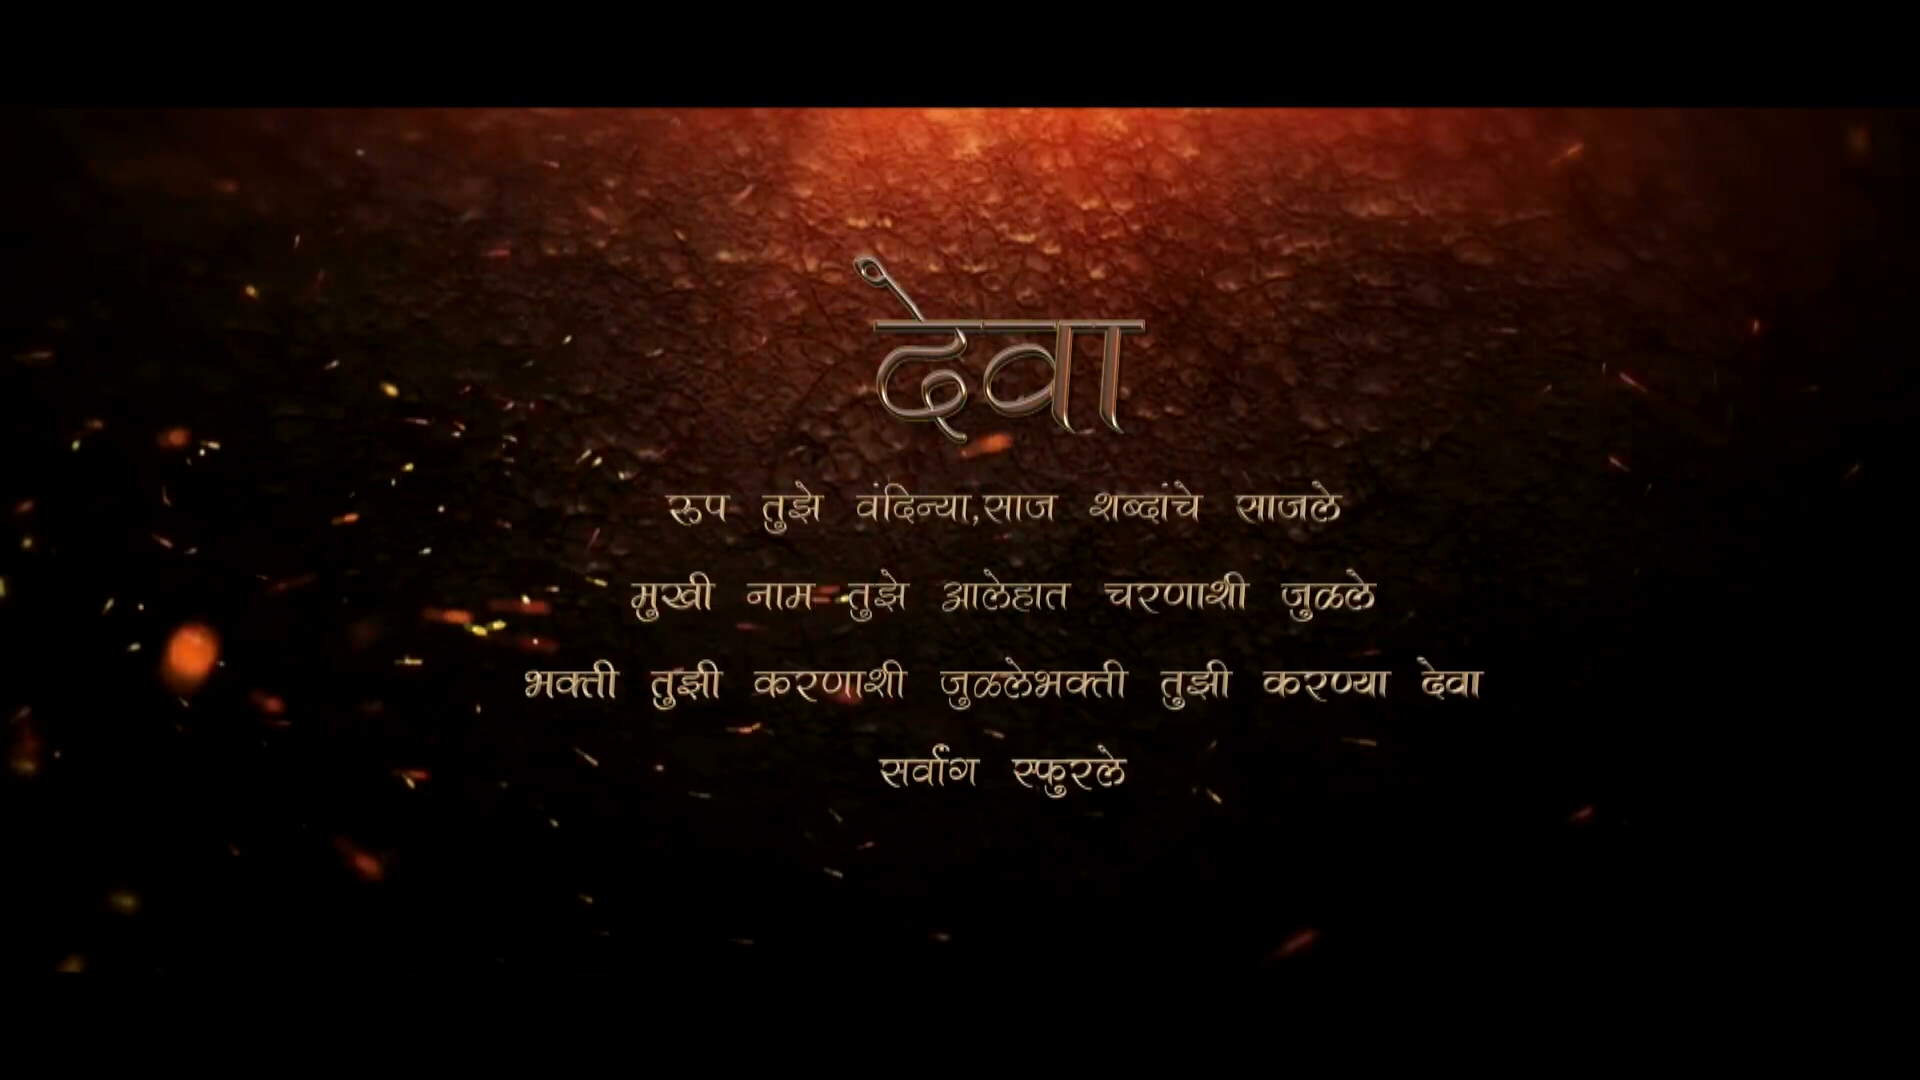 देवा
रुप तुझे वंदिन्या,साज शब्दांचे साजले
मुखी नाम तुझे आलेहात चरणाशी जुळले
भक्ती तुझी करणाशी जुळलेभक्ती तुझी करण्या देवा
सर्वांग स्फुरले